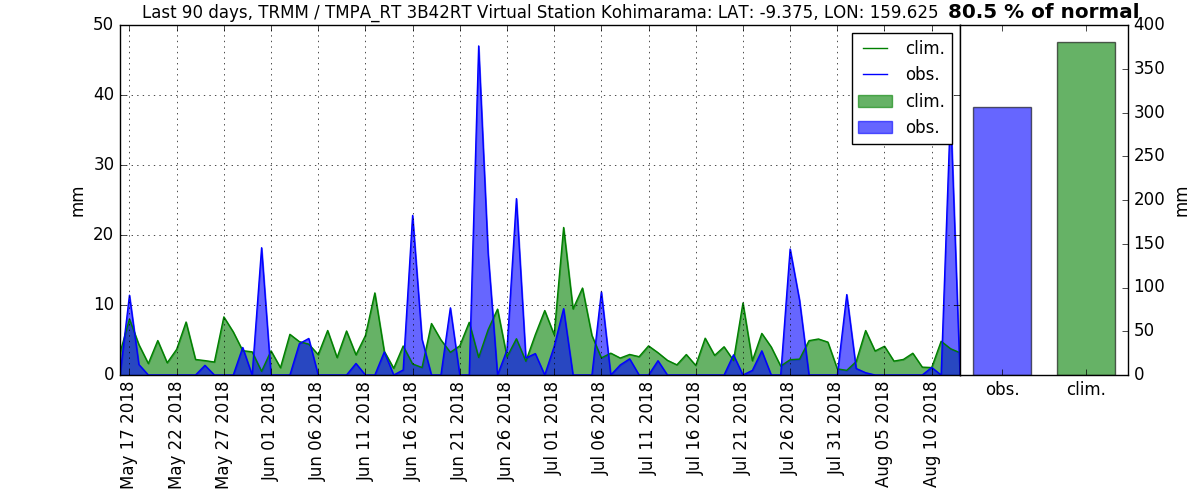 Last 90 days, TRMM / TMPA_RT 3B42RT Virtual Station Kohimarama: LAT: -9.375, LON: 159.625 80.5 % of normal
50
40
30
20
10
0
mm
clim.
obs.
clim.
obs.
May 17 2018
May 22 2018
May 27 2018
Jun 01 2018
Jun 06 2018
Jun 11 2018
Jun 16 2018
Jun 21 2018
Jun 26 2018
Jul 01 2018
Jul 06 2018
Jul 11 2018
Jul 16 2018
Jul 21 2018
Jul 26 2018
Jul 31 2018
Aug 05 2018
Aug 10 2018
400
350
300
250
200
150
100
50
0
mm
obs. clim.